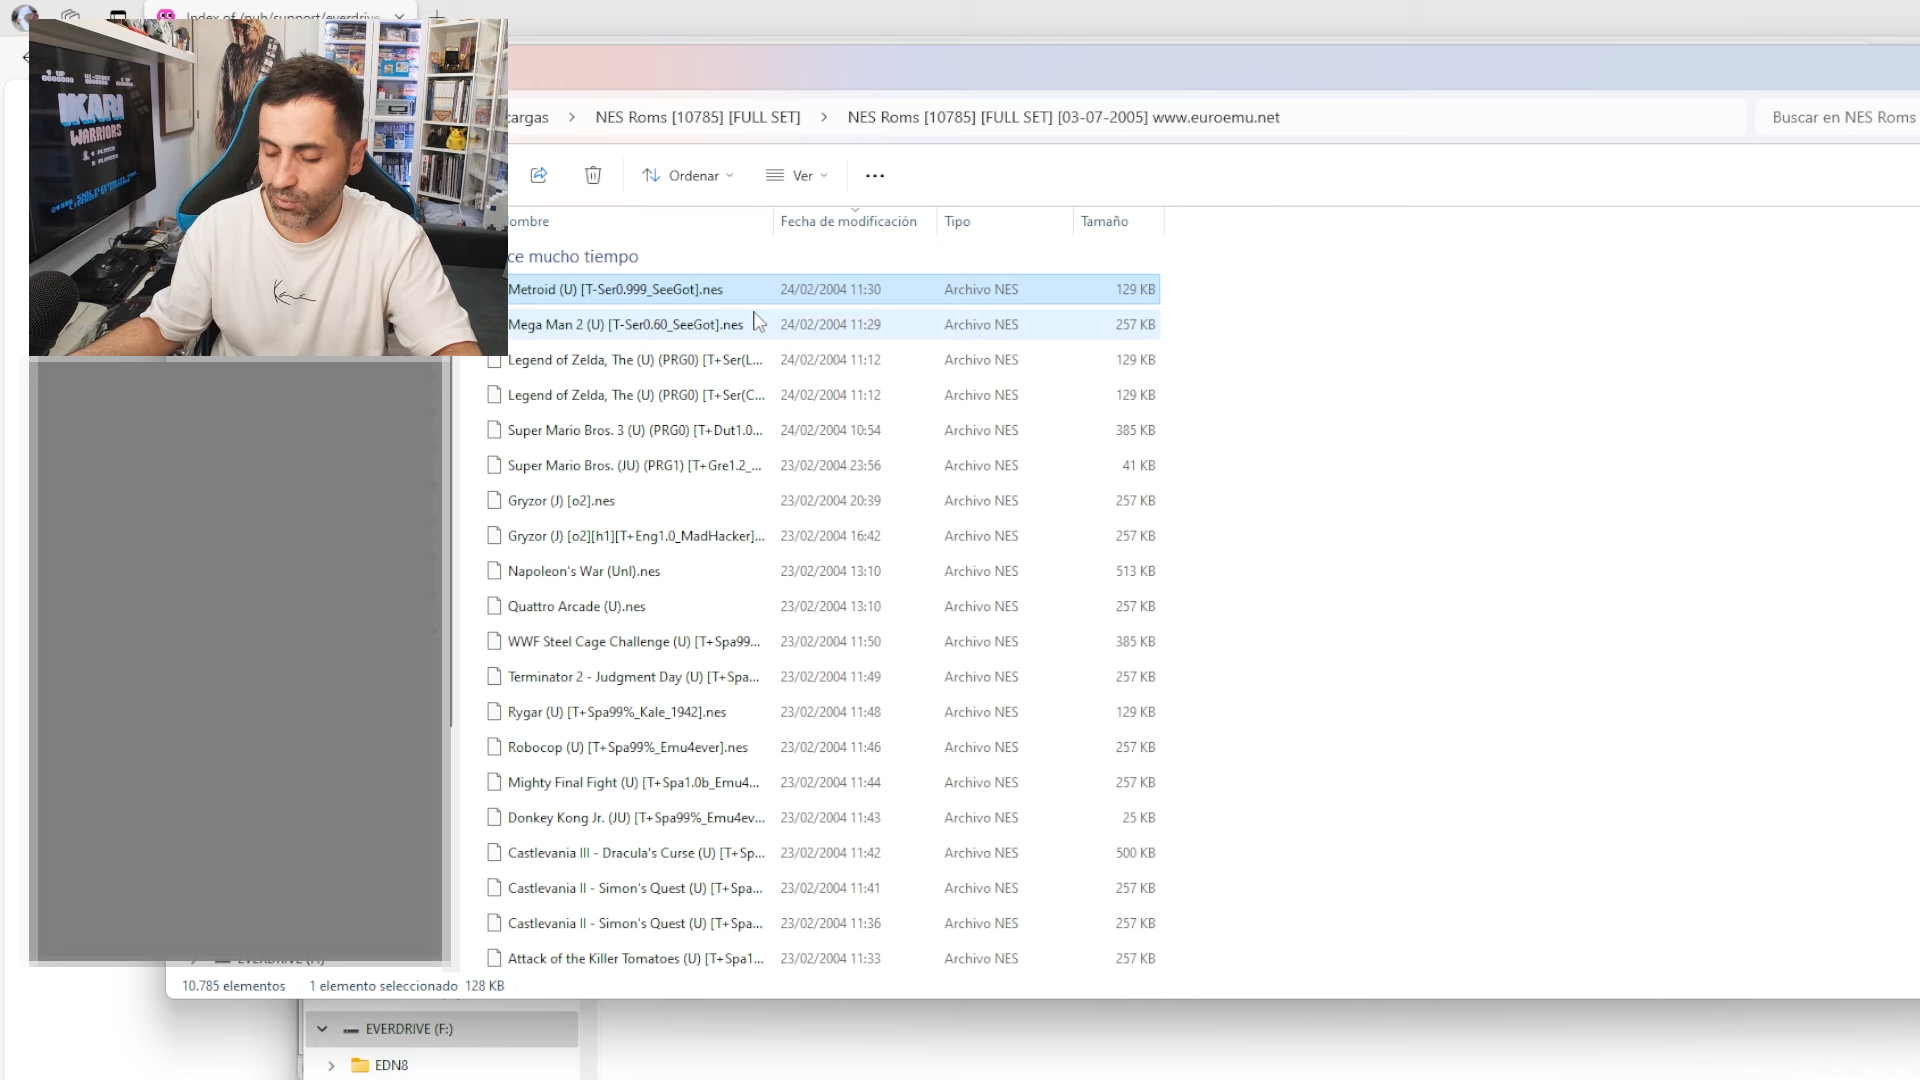 Index of /pub/support/everdrive
1 UP
HI-SCORE
IKARI
WARRIORS
1 PLAYER
2 PLAYERS
cargas > NES Roms [10785] [FULL SET] > NES Roms [10785] [FULL SET] [03-07-2005] www.euroemu.net
Buscar en NES Roms
Ordenar
Ver
ombre Fecha de modificación Tipo Tamaño
ce mucho tiempo
Metroid (U) [T-Ser0.999_SeeGot].nes 24/02/2004 11:30 Archivo NES 129 KB
Mega Man 2 (U) [T-Ser0.60_SeeGot].nes 24/02/2004 11:29 Archivo NES 257 KB
Legend of Zelda, The (U) (PRG0) [T+Ser(L... 24/02/2004 11:12 Archivo NES 129 KB
Legend of Zelda, The (U) (PRG0) [T+Ser(C... 24/02/2004 11:12 Archivo NES 129 KB
Super Mario Bros. 3 (U) (PRG0) [T+Dut1.0... 24/02/2004 10:54 Archivo NES 385 KB
Super Mario Bros. (JU) (PRG1) [T+Gre1.2_... 23/02/2004 23:56 Archivo NES 41 KB
Gryzor (J) [o2].nes 23/02/2004 20:39 Archivo NES 257 KB
Gryzor (J) [o2][h1][T+Eng1.0_MadHacker]... 23/02/2004 16:42 Archivo NES 257 KB
Napoleon's War (Unl).nes 23/02/2004 13:10 Archivo NES 513 KB
Quattro Arcade (U).nes 23/02/2004 13:10 Archivo NES 257 KB
WWF Steel Cage Challenge (U) [T+Spa99... 23/02/2004 11:50 Archivo NES 385 KB
Terminator 2 - Judgment Day (U) [T+Spa... 23/02/2004 11:49 Archivo NES 257 KB
Rygar (U) [T+Spa99%_Kale_1942].nes 23/02/2004 11:48 Archivo NES 129 KB
Robocop (U) [T+Spa99%_Emu4ever].nes 23/02/2004 11:46 Archivo NES 257 KB
Mighty Final Fight (U) [T+Spa1.0b_Emu4... 23/02/2004 11:44 Archivo NES 257 KB
Donkey Kong Jr. (JU) [T+Spa99%_Emu4ev... 23/02/2004 11:43 Archivo NES 25 KB
Castlevania III - Dracula's Curse (U) [T+Sp... 23/02/2004 11:42 Archivo NES 500 KB
Castlevania II - Simon's Quest (U) [T+Spa... 23/02/2004 11:41 Archivo NES 257 KB
Castlevania II - Simon's Quest (U) [T+Spa... 23/02/2004 11:36 Archivo NES 257 KB
Attack of the Killer Tomatoes (U) [T+Spa1... 23/02/2004 11:33 Archivo NES 257 KB
EVERDRIVE (F:)
10.785 elementos 1 elemento seleccionado 128 KB
EVERDRIVE (F:)
EDN8